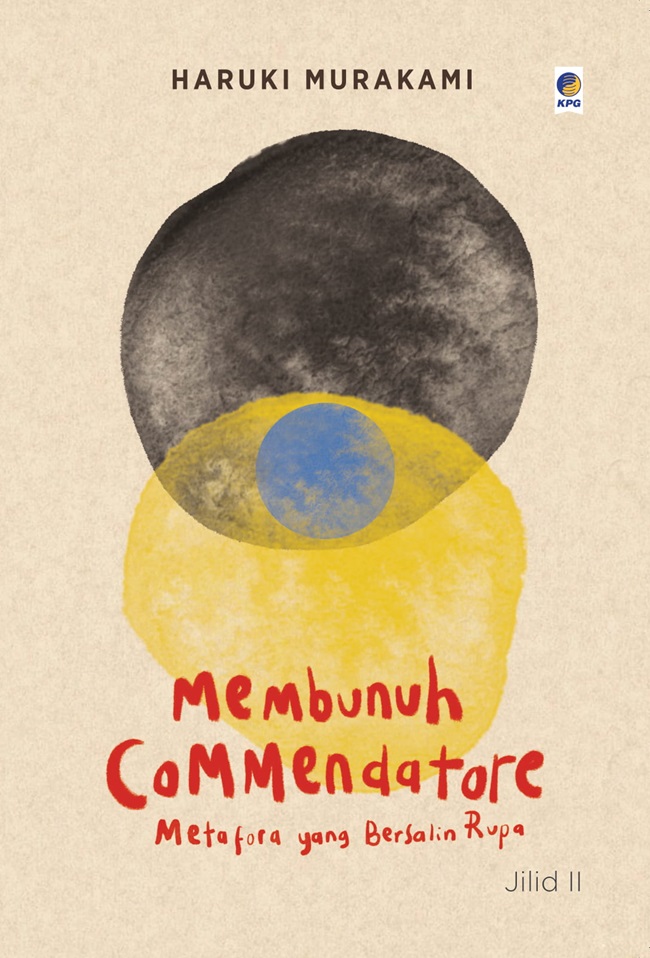 HARUKI MURAKAMI
KPG
Membunuh
Commendatore
Metafora yang Bersalin Rupa
Jilid II